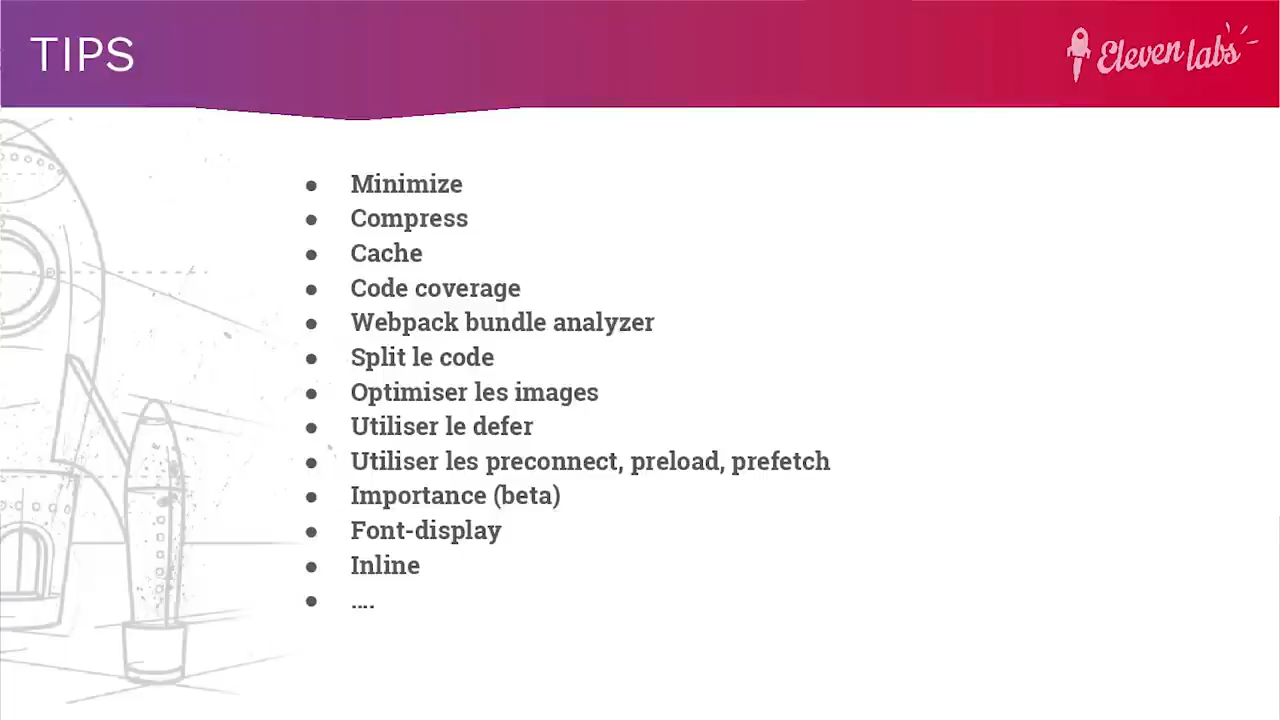 TIPS
Eleven labs
● Minimize
● Compress
● Cache
● Code coverage
● Webpack bundle analyzer
● Split le code
● Optimiser les images
● Utiliser le defer
● Utiliser les preconnect, preload, prefetch
● Importance (beta)
● Font-display
● Inline
● ....